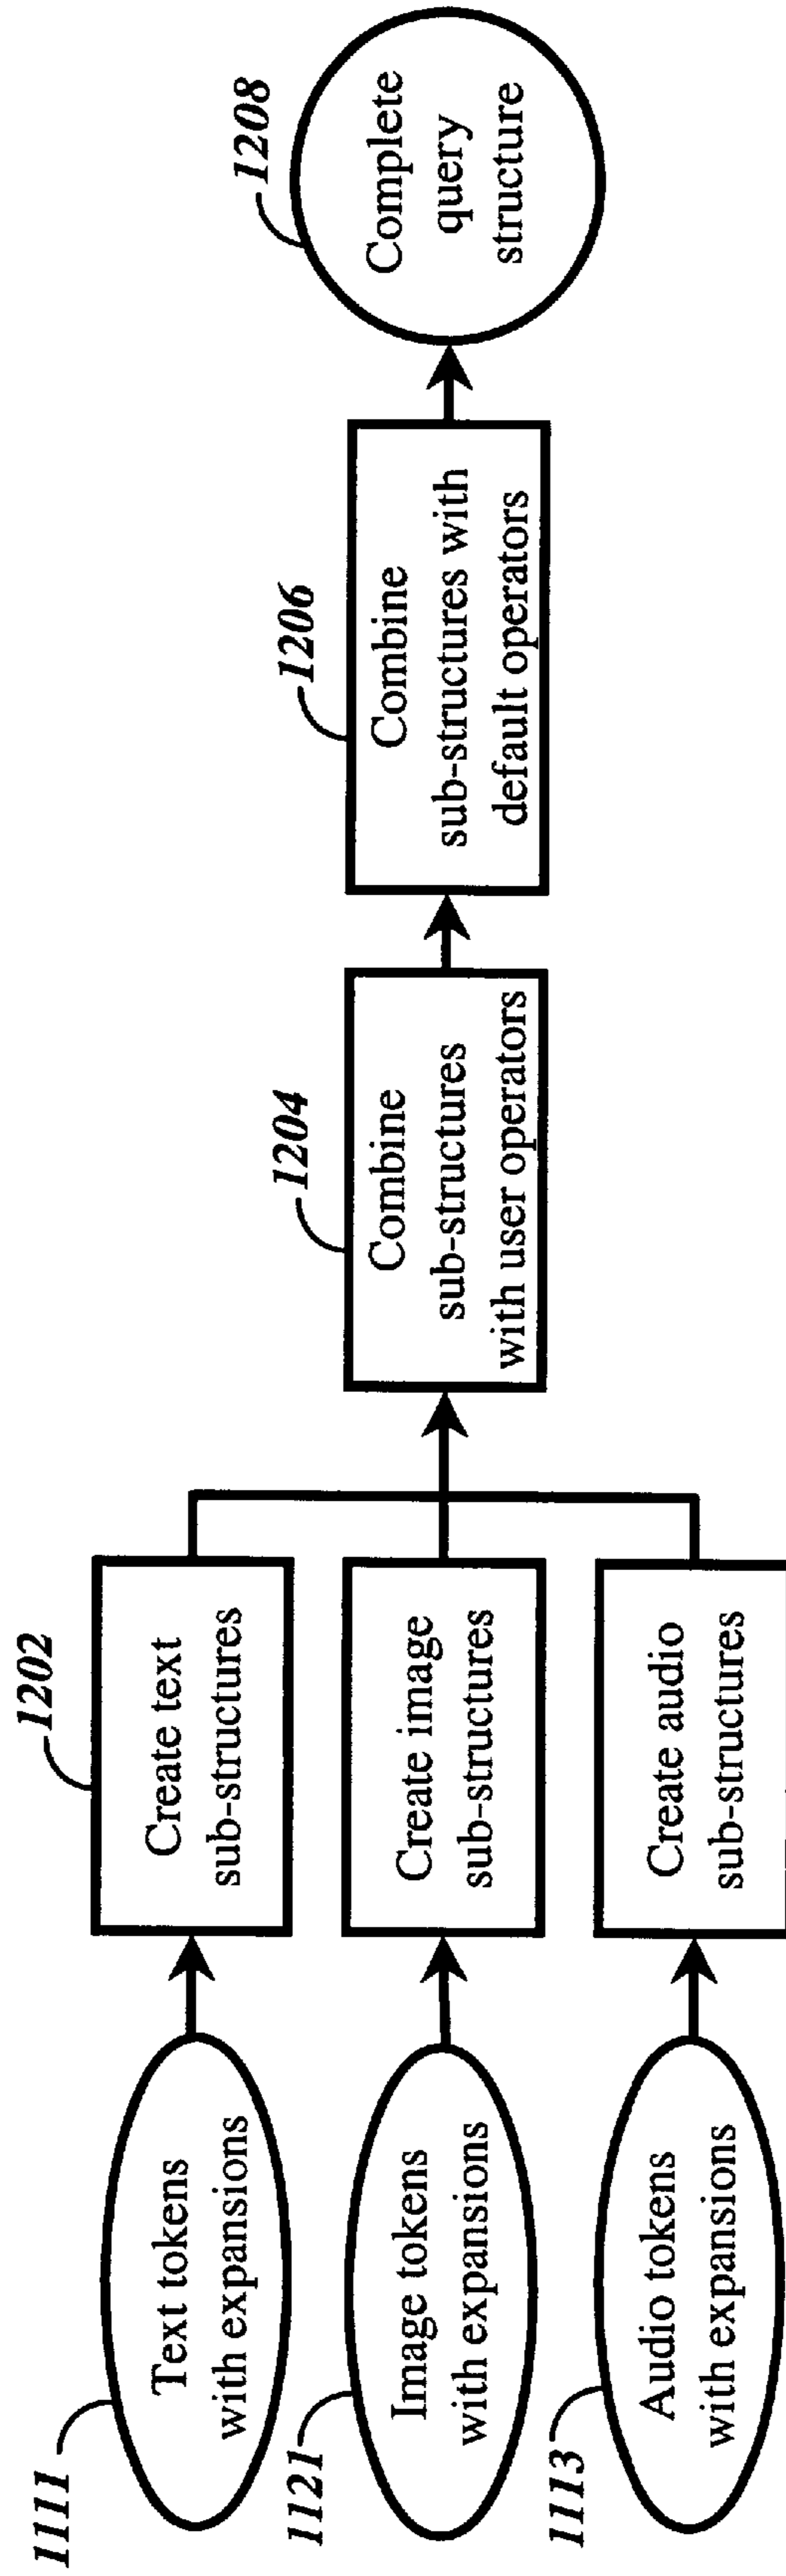 1111
Text tokens
with expansions
1202
Create text
sub-structures
1121
Image tokens
with expansions
Create image
sub-structures
1113
Audio tokens
with expansions
Create audio
sub-structures
1204
Combine
sub-structures
with user operators
1206
Combine
sub-structures with
default operators
1208
Complete
query
structure